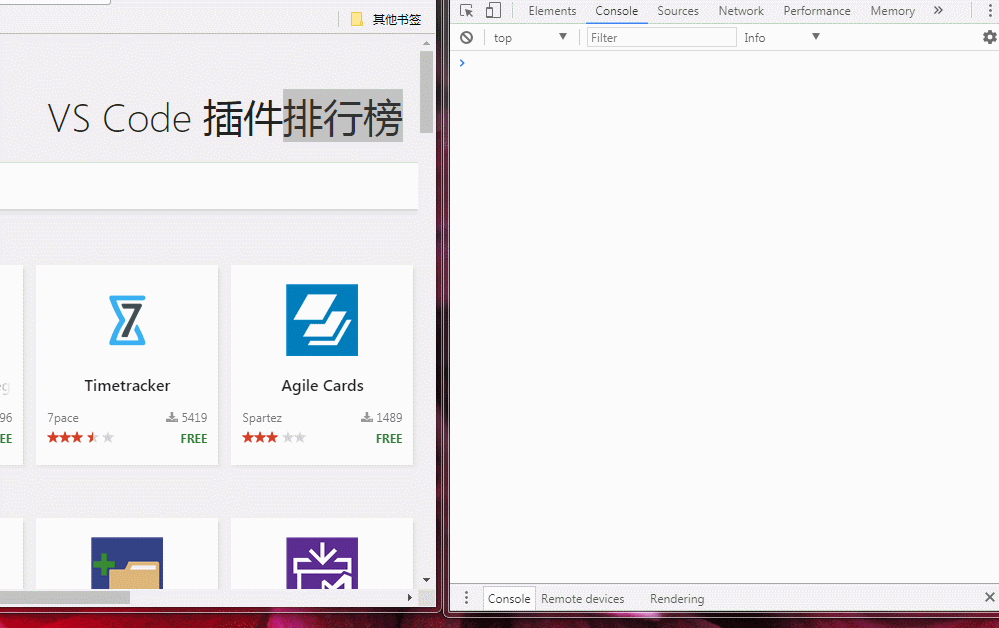 其他书签
VS Code 插件排行榜
Timetracker
7pace
5419
FREE
Agile Cards
Spartez
1489
FREE
96
EE
Elements
Console
Sources
Network
Performance
Memory
top
Filter
Info
Console
Remote devices
Rendering